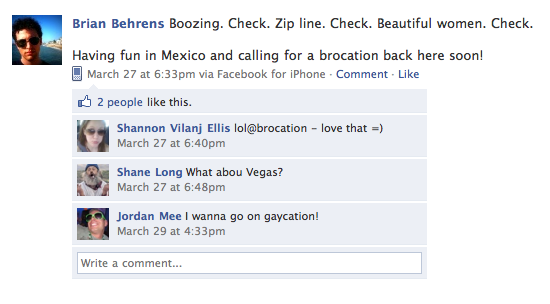 Brian Behrens Boozing. Check. Zip line. Check. Beautiful women. Check.
Having fun in Mexico and calling for a brocation back here soon!
March 27 at 6:33pm via Facebook for iPhone · Comment · Like
2 people like this.
Shannon Vilanj Ellis lol@brocation – love that =)
March 27 at 6:40pm
Shane Long What abou Vegas?
March 27 at 6:48pm
Jordan Mee I wanna go on gaycation!
March 29 at 4:33pm
Write a comment...